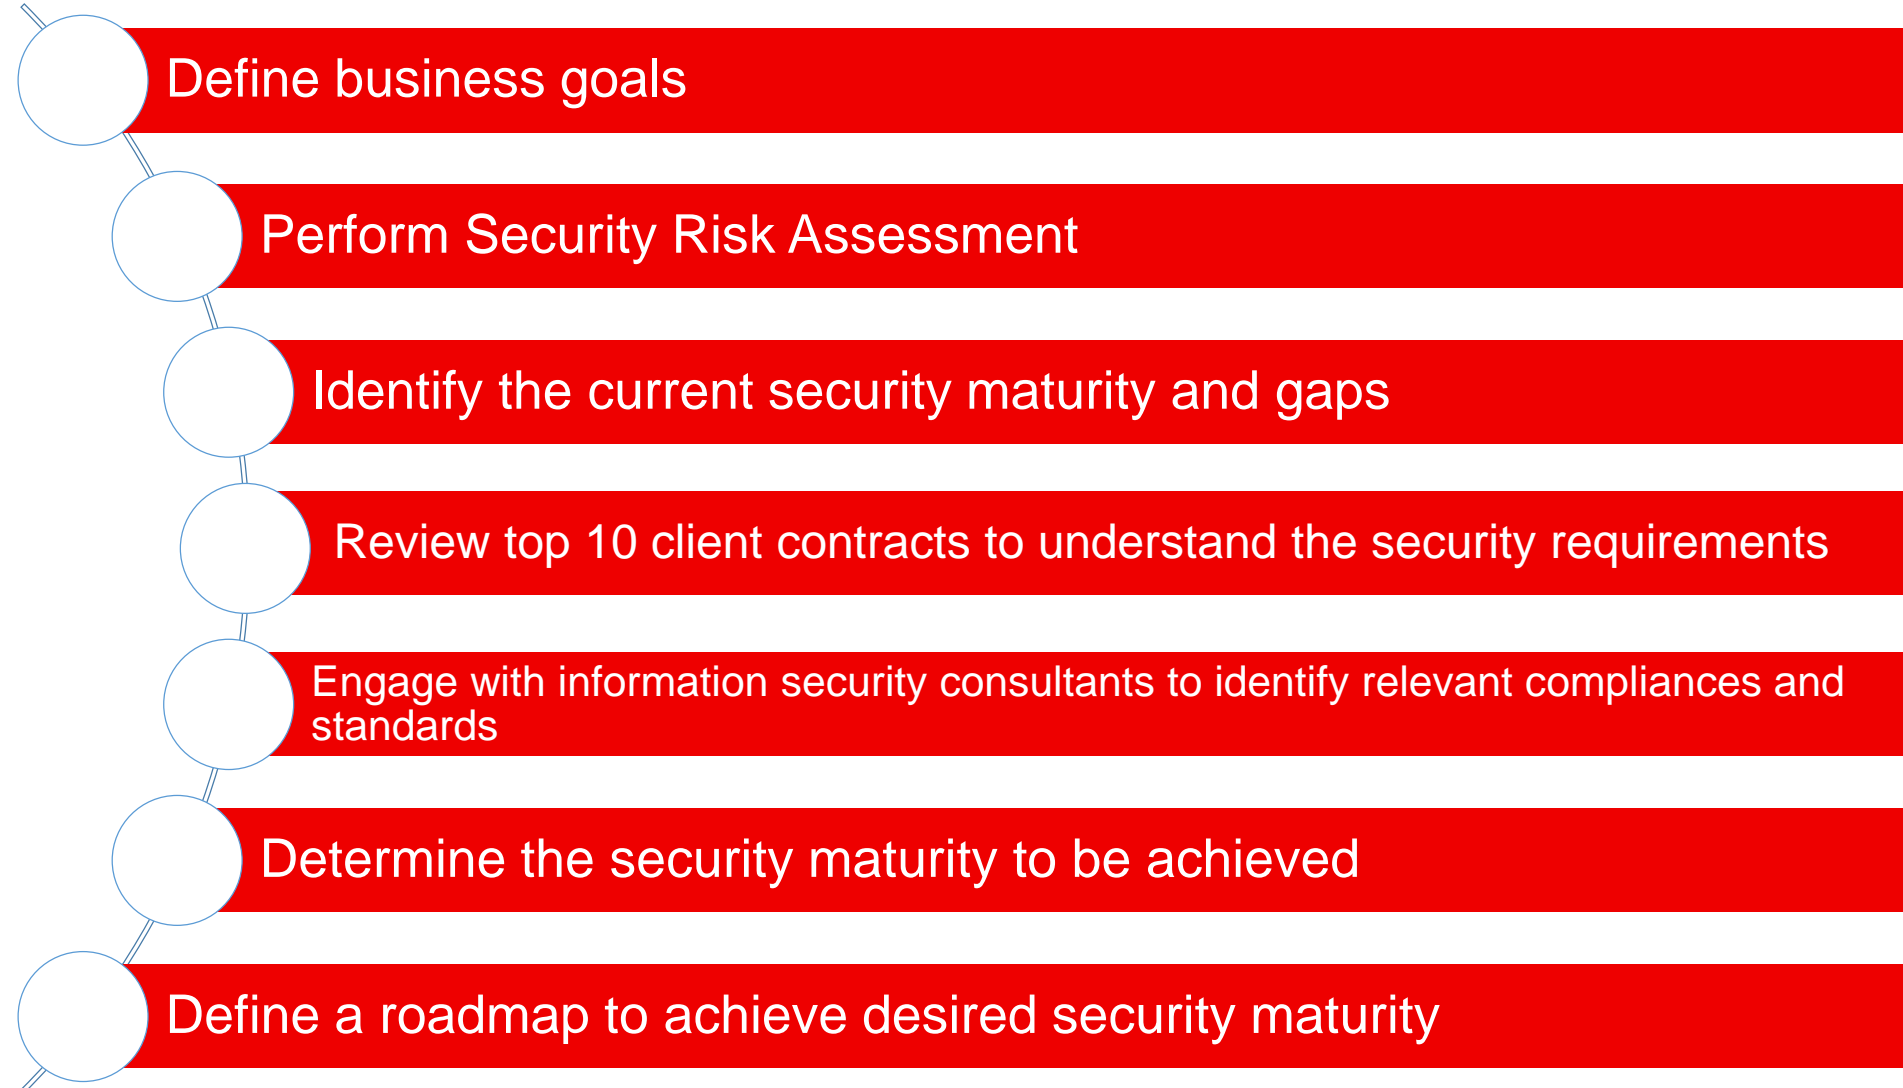 Define business goals
Perform Security Risk Assessment
Identify the current security maturity and gaps
Review top 10 client contracts to understand the security requirements
Engage with information security consultants to identify relevant compliances and
standards
Determine the security maturity to be achieved
Define a roadmap to achieve desired security maturity